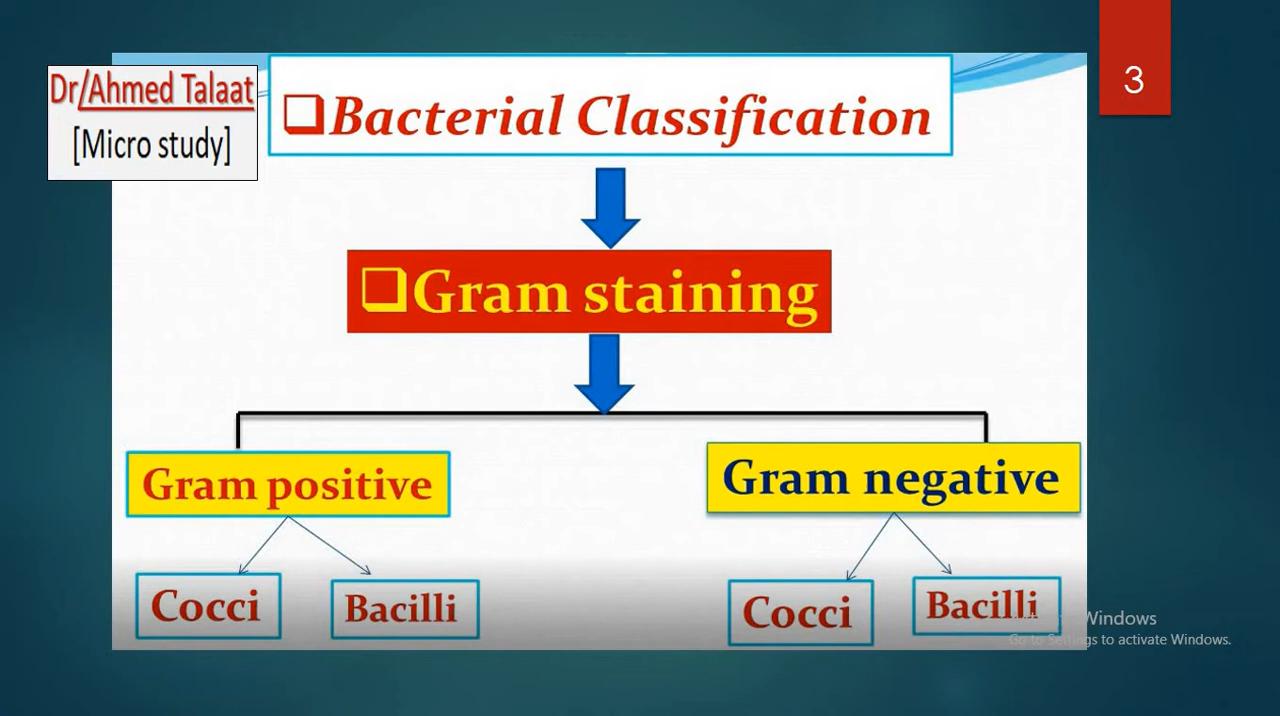 Dr/Ahmed Talaat
[Micro study]
3
❑Bacterial Classification
❑Gram staining
Gram positive
Gram negative
Cocci
Bacilli
Cocci
Bacilli
Windows
Go to Settings to activate Windows.